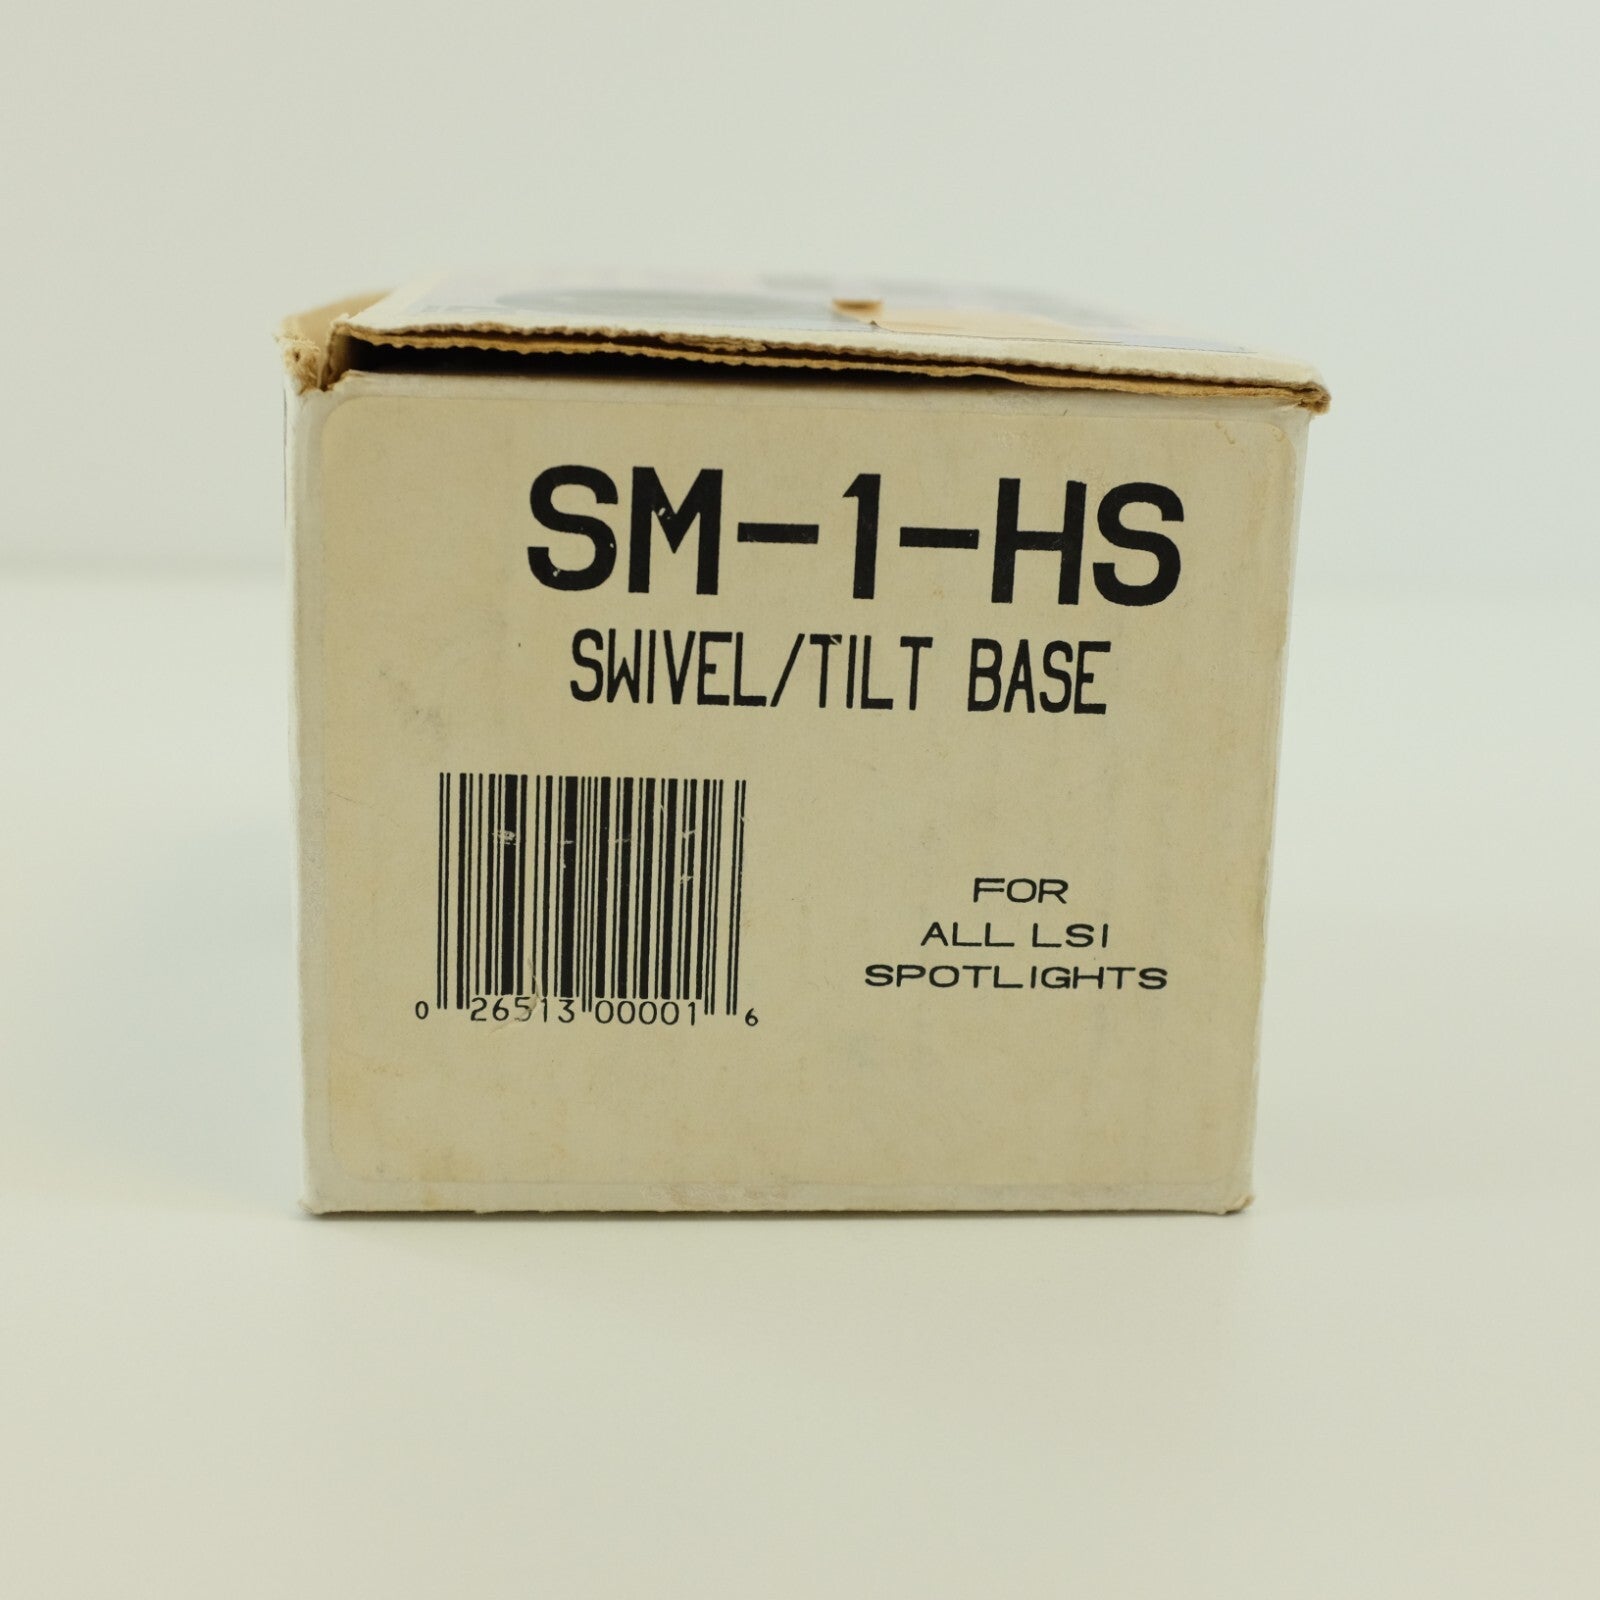 SM-1-HS
SWIVEL/TILT BASE
FOR
ALL LSI
SPOTLIGHTS
0 26513 00001 6